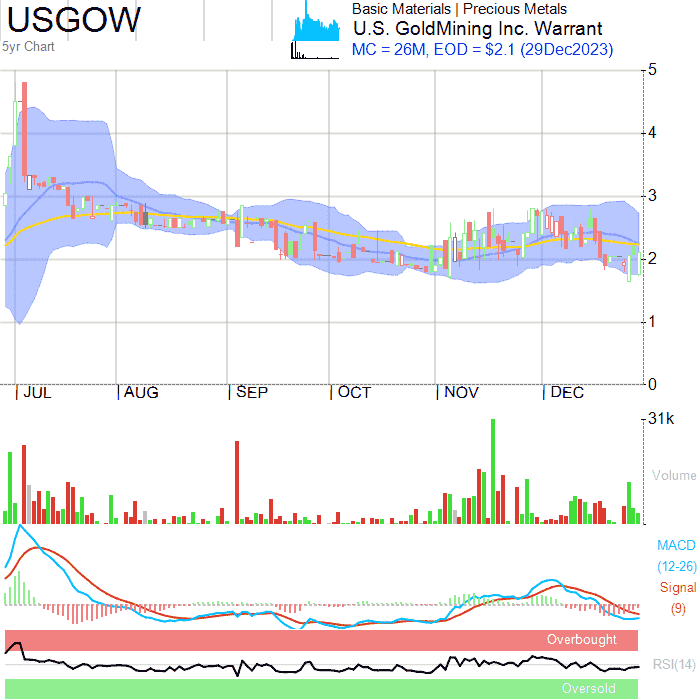 USGOW
5yr Chart
Basic Materials | Precious Metals
U.S. GoldMining Inc. Warrant
MC = 26M, EOD = $2.1 (29Dec2023)
5
4
3
2
1
0
JUL AUG SEP OCT NOV DEC
31k
Volume
MACD
(12-26)
Signal
(9)
Overbought
RSI(14)
Oversold